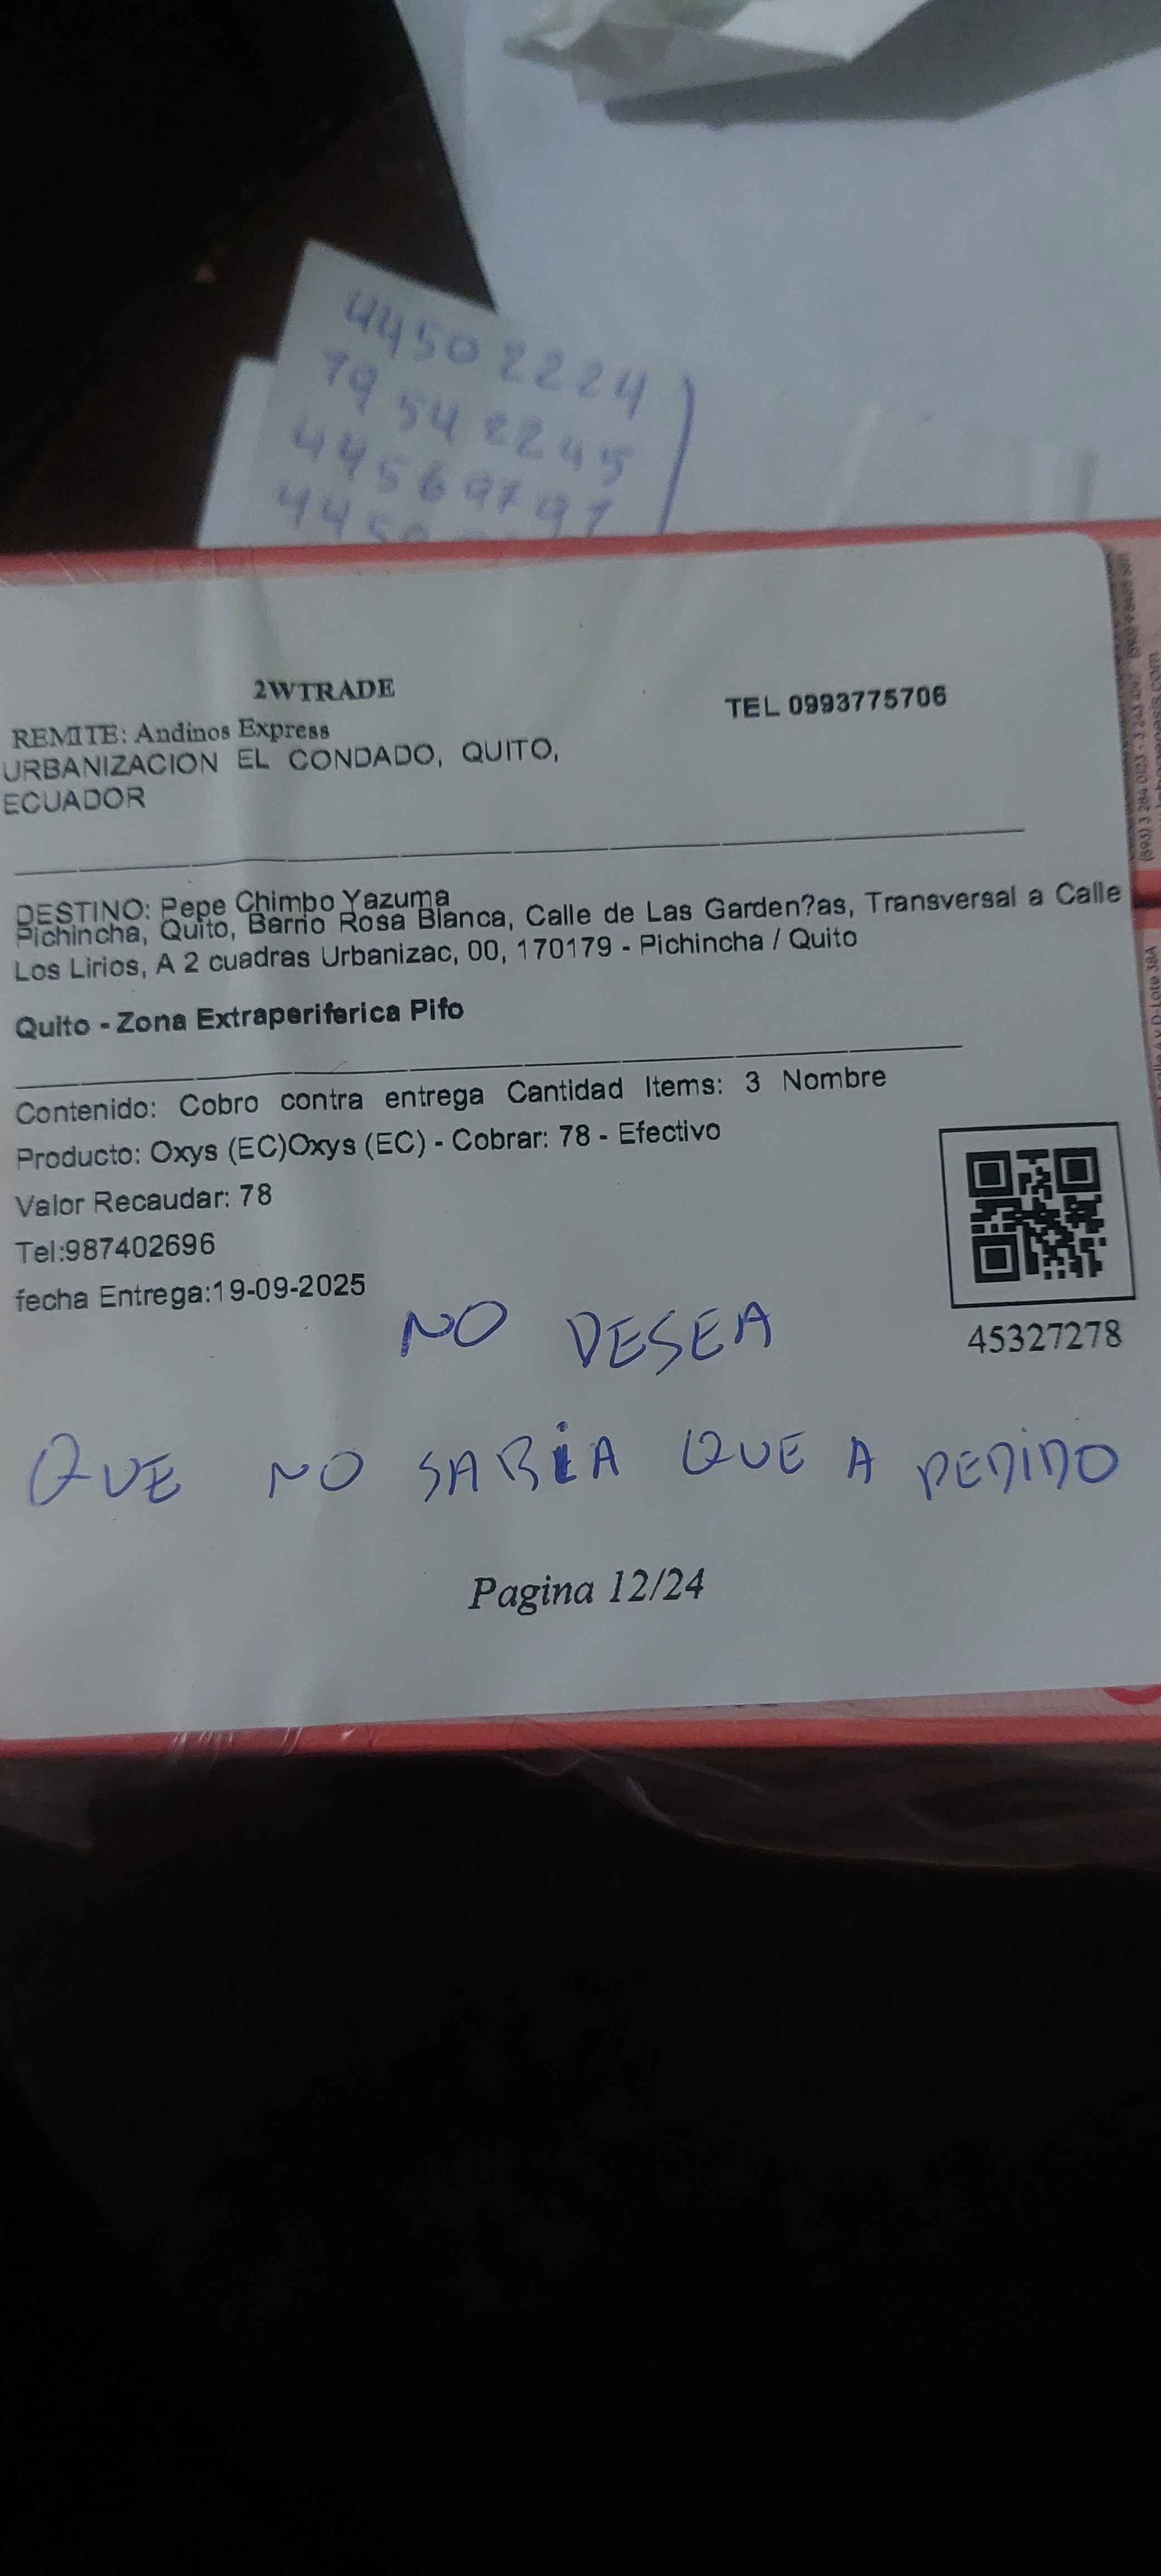 44502224
79542245
44569797
445
2WTRADE
TEL 0993775706
REMITE: Andinos Express
URBANIZACION EL CONDADO, QUITO,
ECUADOR
DESTINO: Pepe Chimbo Yazuma
Pichincha, Quito, Barrio Rosa Blanca, Calle de Las Garden?as, Transversal a Calle
Los Lirios, A 2 cuadras Urbanizac, 00, 170179 - Pichincha / Quito
Quito - Zona Extraperiferica Pifo
Contenido: Cobro contra entrega Cantidad Items: 3 Nombre
Producto: Oxys (EC)Oxys (EC) - Cobrar: 78 - Efectivo
Valor Recaudar: 78
Tel:987402696
fecha Entrega:19-09-2025
45327278
NO DESEA
QUE NO SABIA QUE A PEDIDO
Pagina 12/24